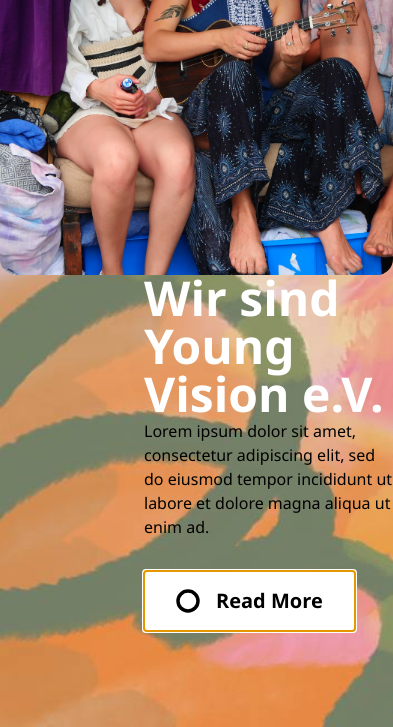 Wir sind
Young
Vision e.V.
Lorem ipsum dolor sit amet,
consectetur adipiscing elit, sed
do eiusmod tempor incididunt ut
labore et dolore magna aliqua ut
enim ad.
Read More